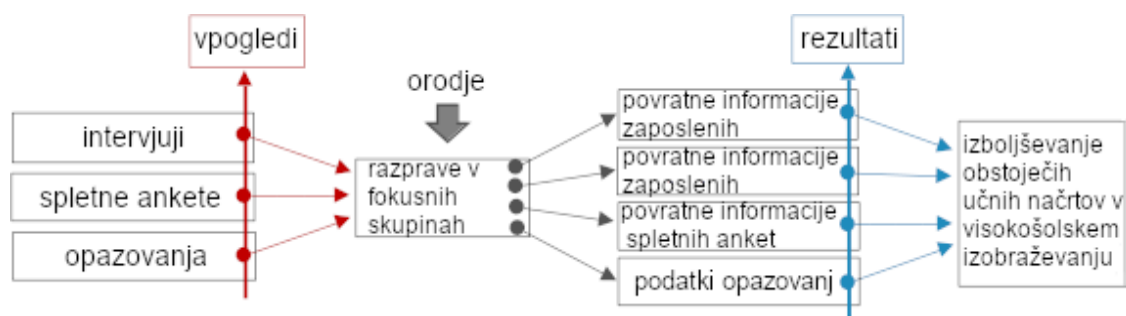 vpogledi
rezultati
orodje
intervjuji
spletne ankete
opazovanja
razprave v
fokusnih
skupinah
povratne informacije
zaposlenih
povratne informacije
zaposlenih
povratne informacije
spletnih anket
podatki opazovanj
izboljševanje
obstoječih
učnih načrtov v
visokošolskem
izobraževanju